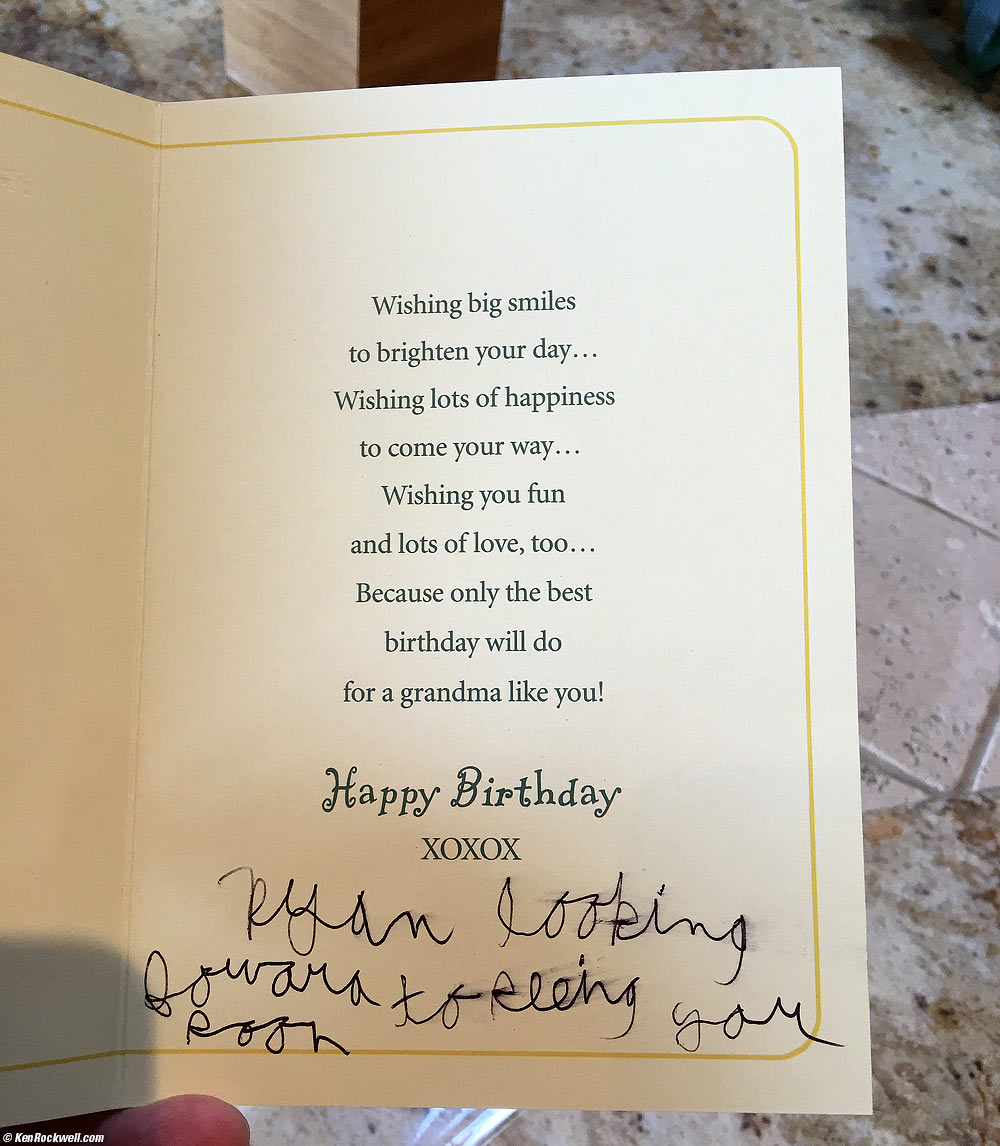 Wishing big smiles
to brighten your day…
Wishing lots of happiness
to come your way…
Wishing you fun
and lots of love, too…
Because only the best
birthday will do
for a grandma like you!
Happy Birthday
XOXOX
Ryan looking
foward to seeing you
soon
© KenRockwell.com